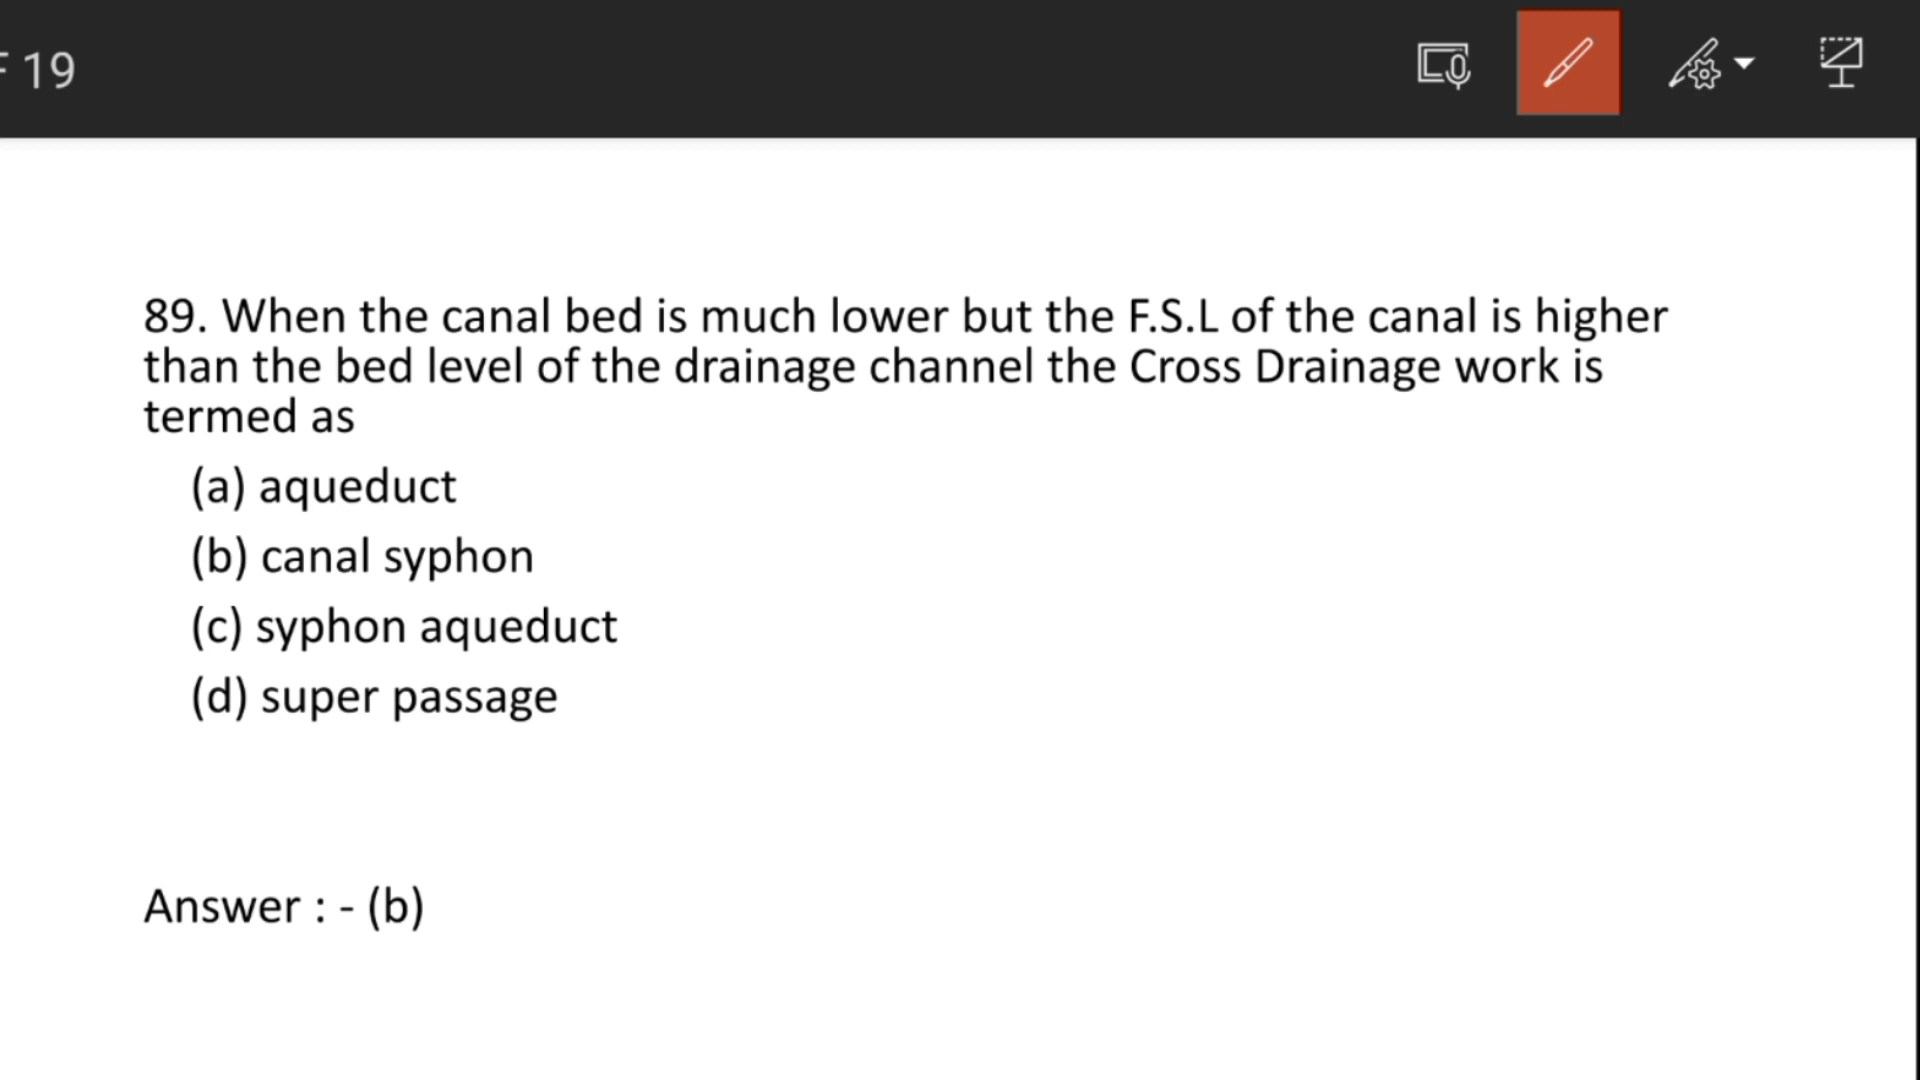 19
89. When the canal bed is much lower but the F.S.L of the canal is higher
than the bed level of the drainage channel the Cross Drainage work is
termed as
(a) aqueduct
(b) canal syphon
(c) syphon aqueduct
(d) super passage
Answer : - (b)